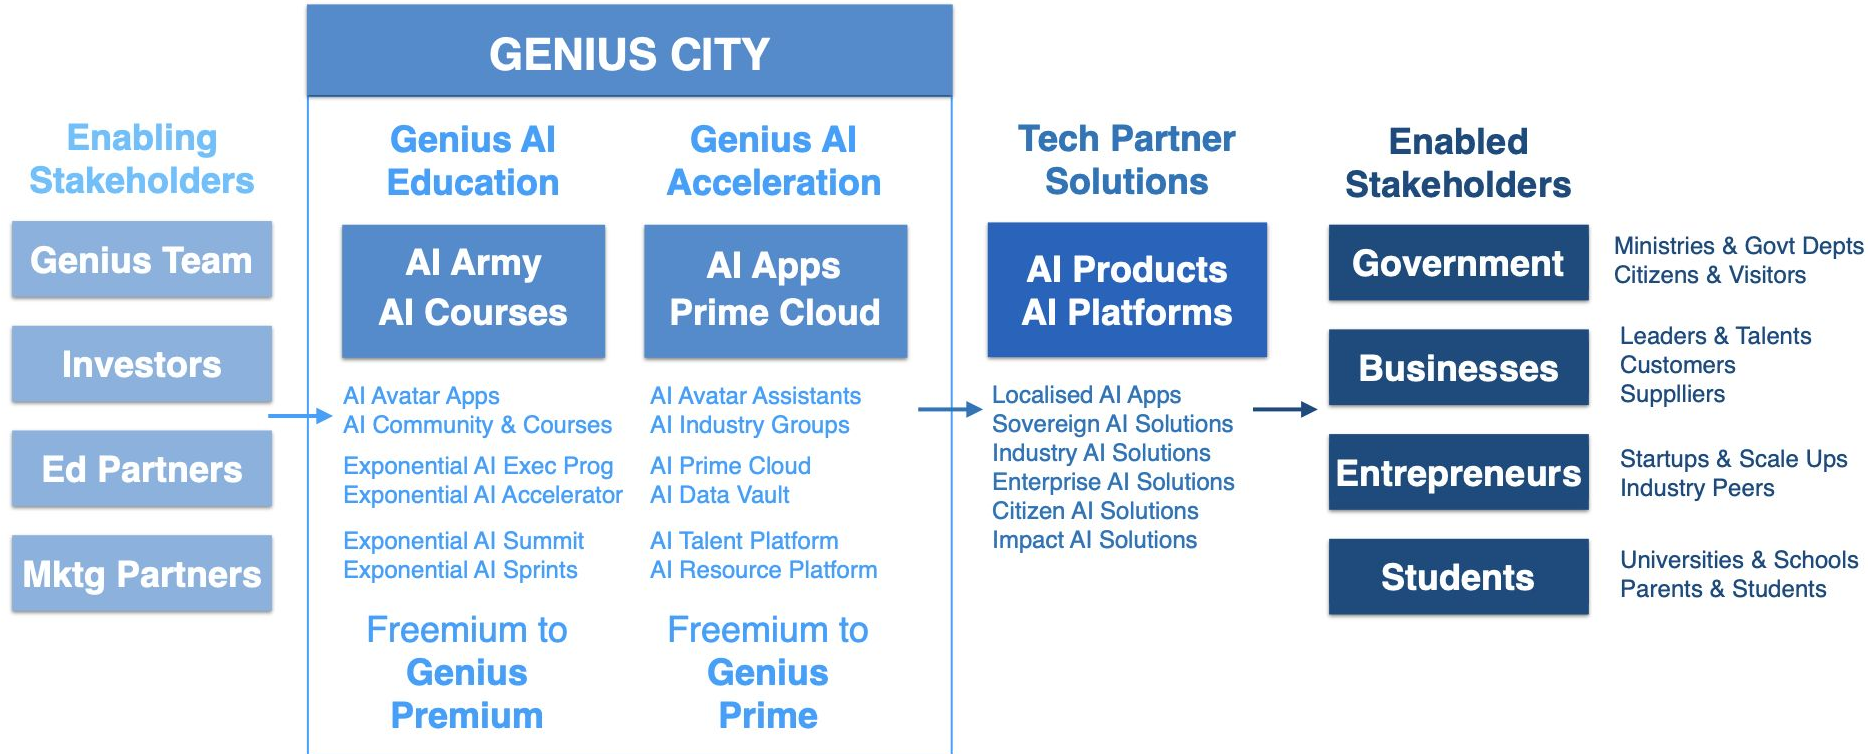 GENIUS CITY
Enabling
Stakeholders
Genius Team
Investors
Ed Partners
Mktg Partners
Genius AI
Education
AI Army
AI Courses
AI Avatar Apps
AI Community & Courses
Exponential AI Exec Prog
Exponential AI Accelerator
Exponential AI Summit
Exponential AI Sprints
Freemium to
Genius
Premium
Genius AI
Acceleration
AI Apps
Prime Cloud
AI Avatar Assistants
AI Industry Groups
AI Prime Cloud
AI Data Vault
AI Talent Platform
AI Resource Platform
Freemium to
Genius
Prime
Tech Partner
Solutions
AI Products
AI Platforms
Localised AI Apps
Sovereign AI Solutions
Industry AI Solutions
Enterprise AI Solutions
Citizen AI Solutions
Impact AI Solutions
Enabled
Stakeholders
Government
Ministries & Govt Depts
Citizens & Visitors
Businesses
Leaders & Talents
Customers
Supplliers
Entrepreneurs
Startups & Scale Ups
Industry Peers
Students
Universities & Schools
Parents & Students